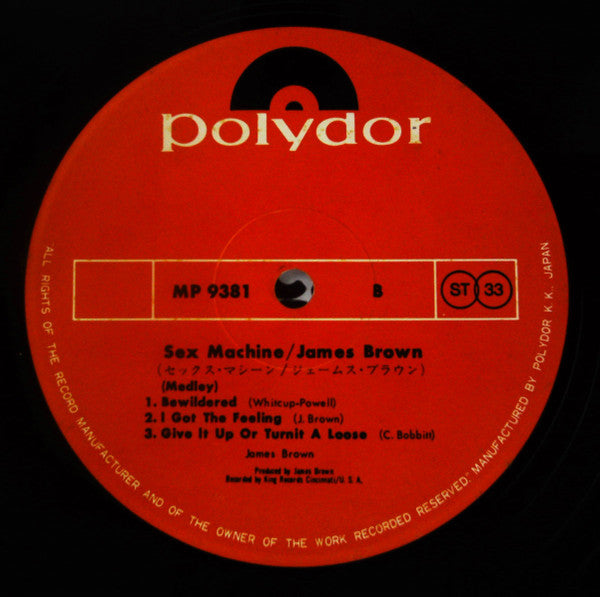 polydor
MP 9381 B ST 33
Sex Machine/James Brown
(セックス・マシーン/ジェームス・ブラウン)
(Medley)
1. Bewildered (Whitcup-Powell)
2. I Got The Feeling (J. Brown)
3. Give It Up Or Turnit A Loose (C. Bobbitt)
James Brown
Produced by James Brown
Recorded by King Records Cincinnati/U. S. A.
ALL RIGHTS OF THE RECORD MANUFACTURER AND OF THE OWNER OF THE WORK RECORDED RESERVED." MANUFACTURED BY POLYDOR K.K., JAPAN